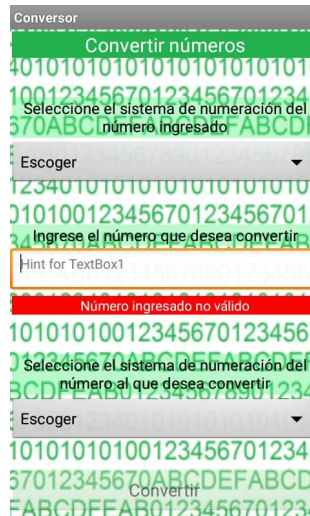 Conversor
Convertir números
4010101010101010101010101
10012345670123456701234
Seleccione el sistema de numeración del
número ingresado
Escoger
Ingrese el número que desea convertir
Hint for TextBox1
Número ingresado no válido
Seleccione el sistema de numeración del
número al que desea convertir
Escoger
Convertir